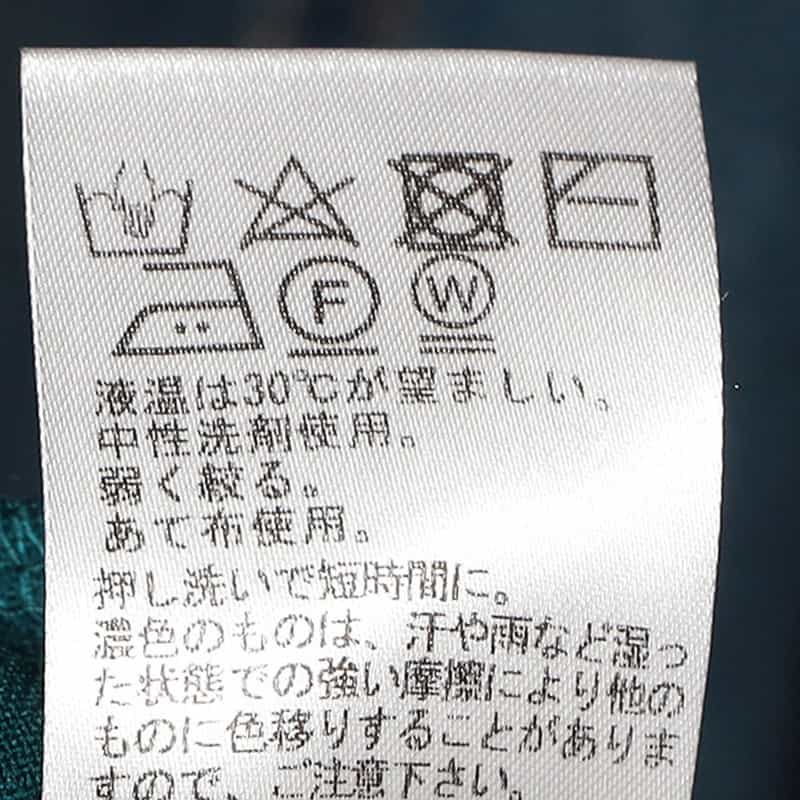 F W
液温は30℃が望ましい。
中性洗剤使用。
弱く絞る。
あて布使用。
押し洗いで短時間に。
濃色のものは、汗や雨など湿っ
た状態での強い摩擦により他の
ものに色移りすることがありま
すので、ご注意下さい。